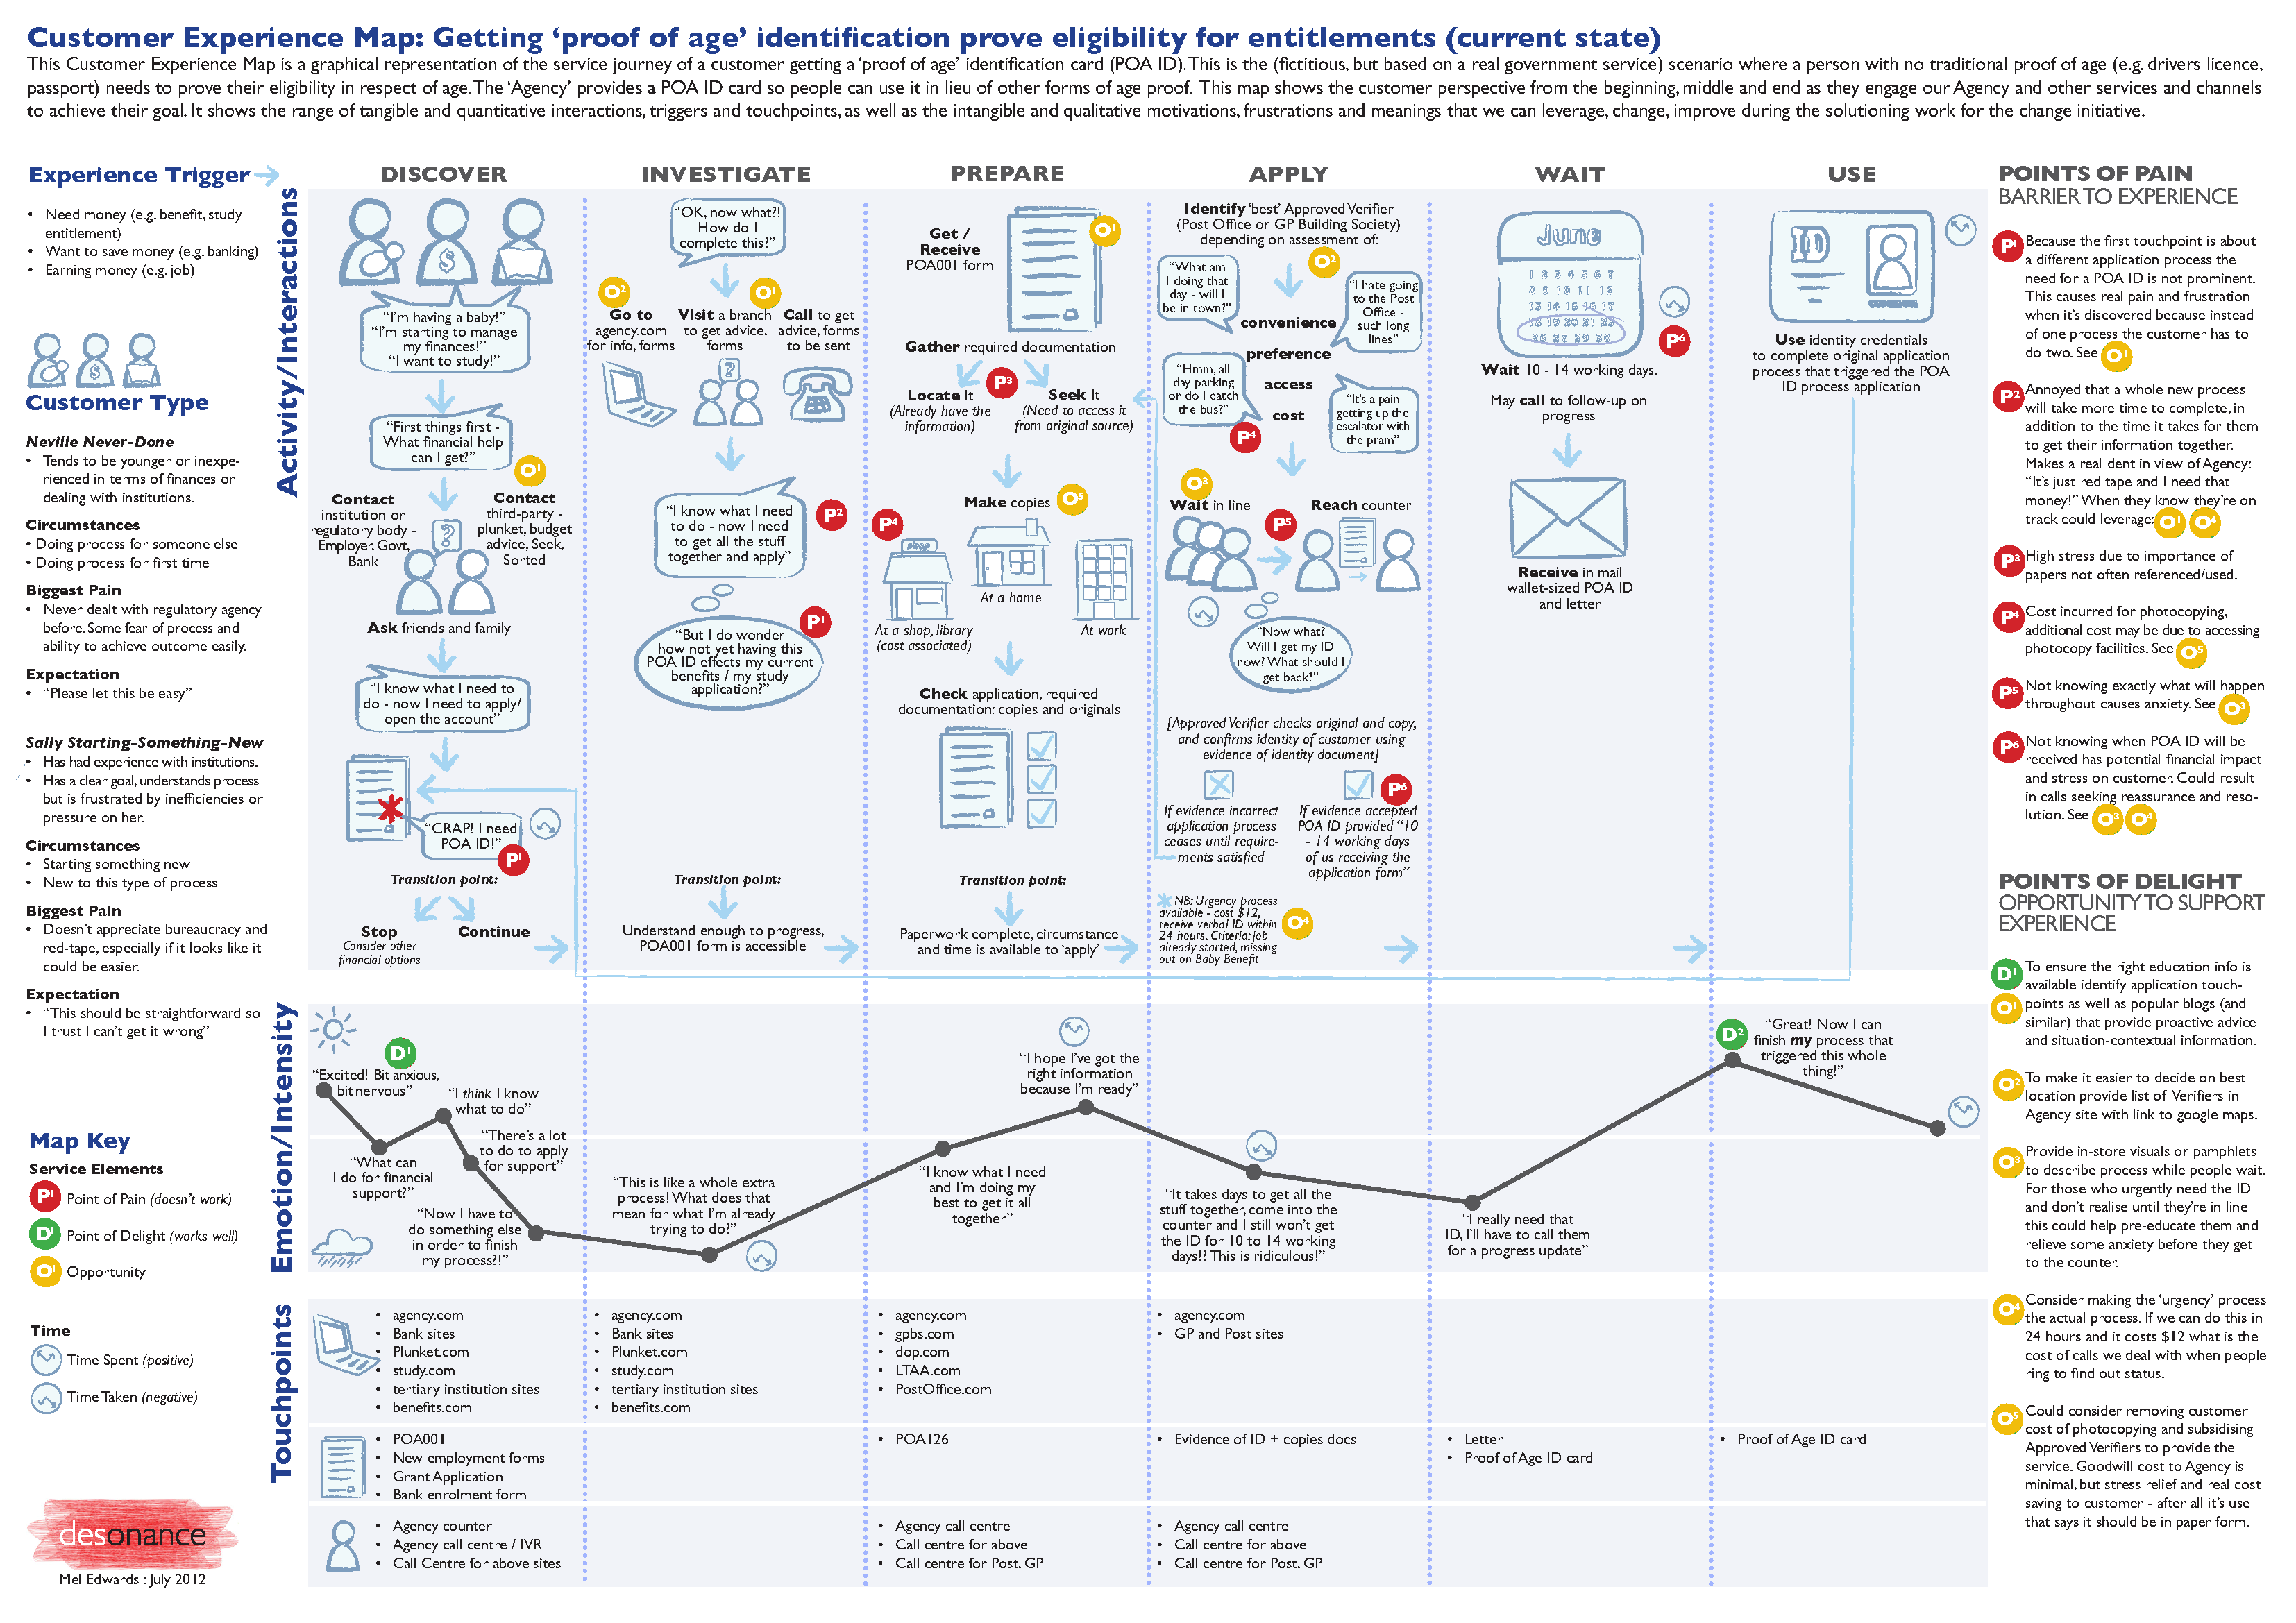 Customer Experience Map: Getting ‘proof of age’ identification prove eligibility for entitlements (current state)
This Customer Experience Map is a graphical representation of the service journey of a customer getting a ‘proof of age’ identification card (POA ID). This is the (fictitious, but based on a real government service) scenario where a person with no traditional proof of age (e.g. drivers licence,
passport) needs to prove their eligibility in respect of age. The ‘Agency’ provides a POA ID card so people can use it in lieu of other forms of age proof. This map shows the customer perspective from the beginning, middle and end as they engage our Agency and other services and channels
to achieve their goal. It shows the range of tangible and quantitative interactions, triggers and touchpoints, as well as the intangible and qualitative motivations, frustrations and meanings that we can leverage, change, improve during the solutioning work for the change initiative.
Experience Trigger
• Need money (e.g. benefit, study
entitlement)
• Want to save money (e.g. banking)
• Earning money (e.g. job)
$
Customer Type
Neville Never-Done
• Tends to be younger or inexpe-
rienced in terms of finances or
dealing with institutions.
Circumstances
• Doing process for someone else
• Doing process for first time
Biggest Pain
• Never dealt with regulatory agency
before. Some fear of process and
ability to achieve outcome easily.
Expectation
• “Please let this be easy”
Sally Starting-Something-New
• Has had experience with institutions.
• Has a clear goal, understands process
but is frustrated by inefficiencies or
pressure on her.
Circumstances
• Starting something new
• New to this type of process
Biggest Pain
• Doesn’t appreciate bureaucracy and
red-tape, especially if it looks like it
could be easier.
Expectation
• “This should be straightforward so
I trust I can’t get it wrong”
Map Key
Service Elements
P1 Point of Pain (doesn’t work)
D1 Point of Delight (works well)
O1 Opportunity
Time
Time Spent (positive)
Time Taken (negative)
desonance
Mel Edwards : July 2012
Activity/Interactions
DISCOVER
$
“I’m having a baby!”
“I’m starting to manage
my finances!”
“I want to study!”
“First things first -
What financial help
can I get?”
O1
Contact
institution or
regulatory body -
Employer, Govt,
Bank
Contact
third-party -
plunket, budget
advice, Seek,
Sorted
?
Ask friends and family
“I know what I need to
do - now I need to apply/
open the account”
“CRAP! I need
POA ID!”
P1
Transition point:
Stop
Consider other
financial options
Continue
INVESTIGATE
“OK, now what?!
How do I
complete this?”
O2
O1
Go to
agency.com
for info, forms
Visit a branch
to get advice,
forms
Call to get
advice, forms
to be sent
?
“I know what I need
to do - now I need
to get all the stuff
together and apply”
P2
“But I do wonder
how not yet having this
POA ID effects my current
benefits / my study
application?”
P1
Transition point:
Understand enough to progress,
POA001 form is accessible
PREPARE
Get /
Receive
POA001 form
O1
Gather required documentation
P3
Locate It
(Already have the
information)
Seek It
(Need to access it
from original source)
Make copies
O5
P4
shop
At a shop, library
(cost associated)
At a home
At work
Check application, required
documentation: copies and originals
Transition point:
Paperwork complete, circumstance
and time is available to ‘apply’
APPLY
Identify ‘best’ Approved Verifier
(Post Office or GP Building Society)
depending on assessment of:
O2
“What am
I doing that
day - will I
be in town?”
“I hate going
to the Post
Office -
such long
lines”
convenience
preference
access
cost
“Hmm, all
day parking
or do I catch
the bus?”
P4
“It’s a pain
getting up the
escalator with
the pram”
O3
Wait in line
P5
Reach counter
“Now what?
Will I get my ID
now? What should I
get back?”
[Approved Verifier checks original and copy,
and confirms identity of customer using
evidence of identity document]
P6
If evidence incorrect
application process
ceases until require-
ments satisfied
If evidence accepted
POA ID provided “10
- 14 working days
of us receiving the
application form”
NB: Urgency process
available - cost $12,
receive verbal ID within
24 hours. Criteria: job
already started, missing
out on Baby Benefit
O4
WAIT
June
1 2 3 4 5 6 7
8 9 10 11 12
13 14 15 16 17
18 19 20 21 23
26 27 29 30
P6
Wait 10 - 14 working days.
May call to follow-up on
progress
Receive in mail
wallet-sized POA ID
and letter
USE
ID
Use identity credentials
to complete original application
process that triggered the POA
ID process application
Emotion/Intensity
D1
“Excited! Bit anxious,
bit nervous”
“What can
I do for financial
support?”
“I think I know
what to do”
“There’s a lot
to do to apply
for support”
“Now I have to
do something else
in order to finish
my process?!”
“This is like a whole extra
process! What does that
mean for what I’m already
trying to do?”
“I know what I need
and I’m doing my
best to get it all
together”
“I hope I’ve got the
right information
because I’m ready”
“It takes days to get all the
stuff together, come into the
counter and I still won’t get
the ID for 10 to 14 working
days!? This is ridiculous!”
“I really need that
ID, I’ll have to call them
for a progress update”
D2
“Great! Now I can
finish my process that
triggered this whole
thing!”
Touchpoints
• agency.com
• Bank sites
• Plunket.com
• study.com
• tertiary institution sites
• benefits.com
• agency.com
• Bank sites
• Plunket.com
• study.com
• tertiary institution sites
• benefits.com
• agency.com
• gpbs.com
• dop.com
• LTAA.com
• PostOffice.com
• agency.com
• GP and Post sites
• POA001
• New employment forms
• Grant Application
• Bank enrolment form
• POA126
• Evidence of ID + copies docs
• Letter
• Proof of Age ID card
• Proof of Age ID card
• Agency counter
• Agency call centre / IVR
• Call Centre for above sites
• Agency call centre
• Call centre for above
• Call centre for Post, GP
• Agency call centre
• Call centre for above
• Call centre for Post, GP
POINTS OF PAIN
BARRIER TO EXPERIENCE
P1 Because the first touchpoint is about
a different application process the
need for a POA ID is not prominent.
This causes real pain and frustration
when it’s discovered because instead
of one process the customer has to
do two. See O1
P2 Annoyed that a whole new process
will take more time to complete, in
addition to the time it takes for them
to get their information together.
Makes a real dent in view of Agency:
“It’s just red tape and I need that
money!” When they know they’re on
track could leverage: O1 O4
P3 High stress due to importance of
papers not often referenced/used.
P4 Cost incurred for photocopying,
additional cost may be due to accessing
photocopy facilities. See O5
P5 Not knowing exactly what will happen
throughout causes anxiety. See O3
P6 Not knowing when POA ID will be
received has potential financial impact
and stress on customer. Could result
in calls seeking reassurance and reso-
lution. See O3 O4
POINTS OF DELIGHT
OPPORTUNITY TO SUPPORT
EXPERIENCE
D1 To ensure the right education info is
available identify application touch-
O1 points as well as popular blogs (and
similar) that provide proactive advice
and situation-contextual information.
O2 To make it easier to decide on best
location provide list of Verifiers in
Agency site with link to google maps.
O3 Provide in-store visuals or pamphlets
to describe process while people wait.
For those who urgently need the ID
and don’t realise until they’re in line
this could help pre-educate them and
relieve some anxiety before they get
to the counter.
O4 Consider making the ‘urgency’ process
the actual process. If we can do this in
24 hours and it costs $12 what is the
cost of calls we deal with when people
ring to find out status.
O5 Could consider removing customer
cost of photocopying and subsidising
Approved Verifiers to provide the
service. Goodwill cost to Agency is
minimal, but stress relief and real cost
saving to customer - after all it’s use
that says it should be in paper form.